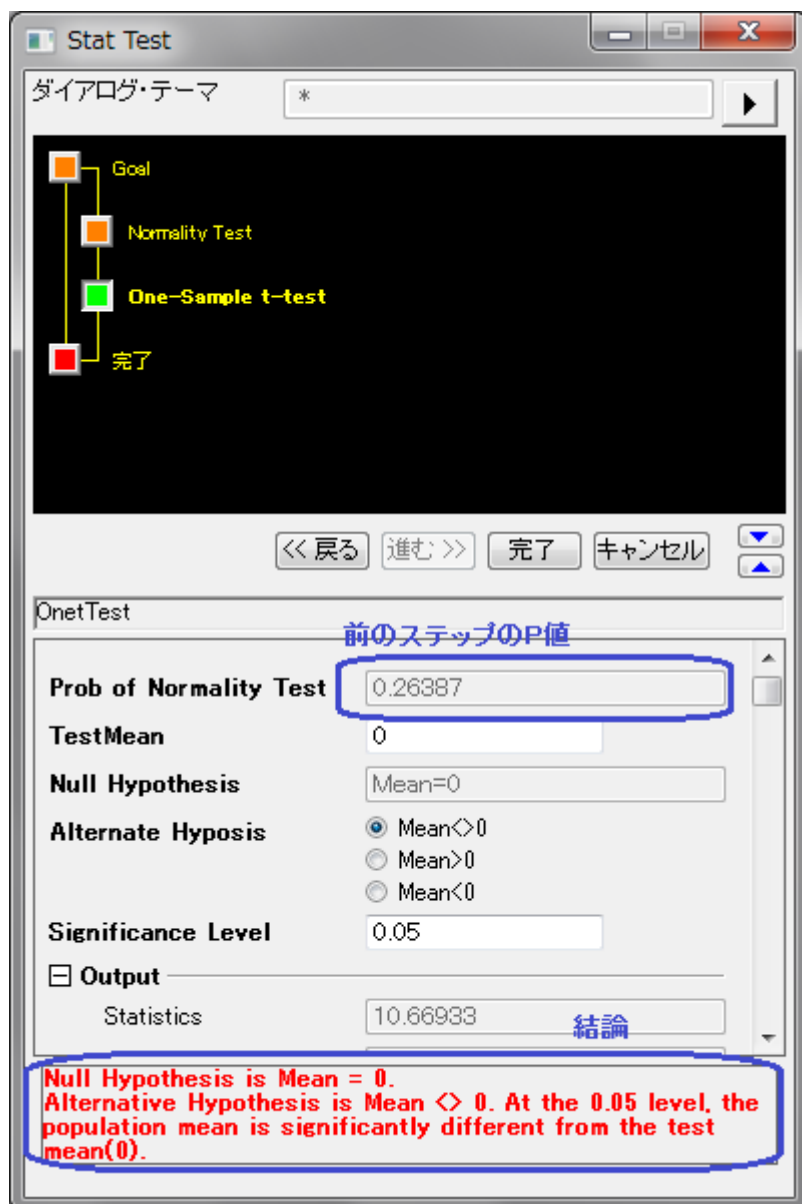 Stat Test
ダイアログ・テーマ
*
Goal
Normality Test
One-Sample t-test
完了
<< 戻る 進む >> 完了 キャンセル
OnetTest
前のステップのP値
Prob of Normality Test 0.26387
TestMean 0
Null Hypothesis Mean=0
Alternate Hyposis Mean<>0
Mean>0
Mean<0
Significance Level 0.05
Output
Statistics 10.66933
結論
Null Hypothesis is Mean = 0.
Alternative Hypothesis is Mean <> 0. At the 0.05 level, the
population mean is significantly different from the test
mean(0).